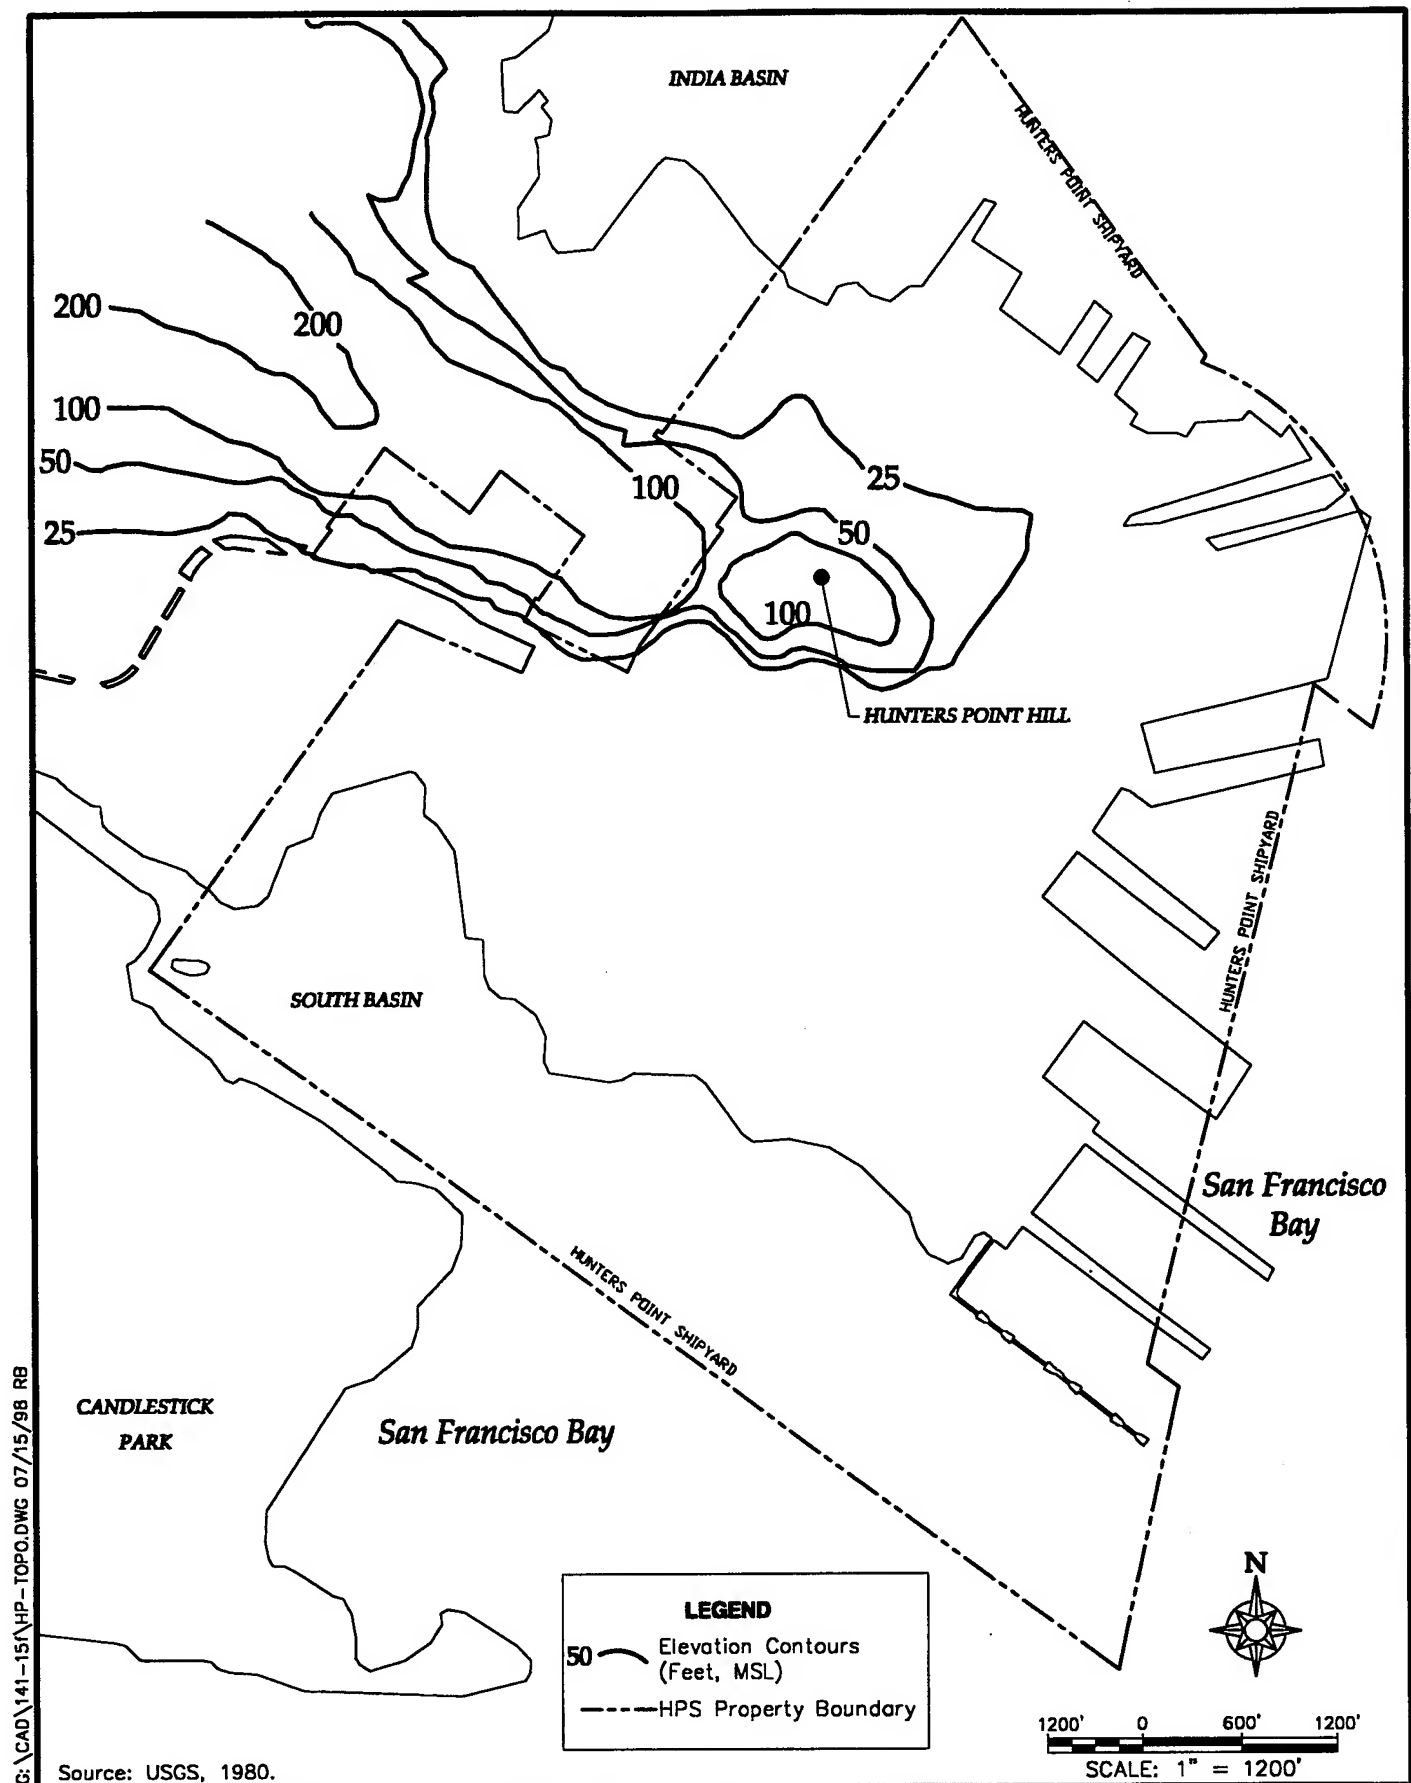 INDIA BASIN
HUNTERS POINT SHIPYARD
200
200
100
50
25
100
25
50
100
HUNTERS POINT HILL
HUNTERS POINT SHIPYARD
SOUTH BASIN
San Francisco
Bay
HUNTERS POINT SHIPYARD
CANDLESTICK
PARK
San Francisco Bay
N
LEGEND
50
Elevation Contours
(Feet, MSL)
HPS Property Boundary
1200' 0 600' 1200'
SCALE: 1" = 1200'
Source: USGS, 1980.
G:\CAD\141-15f\HP-TOPO.DWG 07/15/98 RB